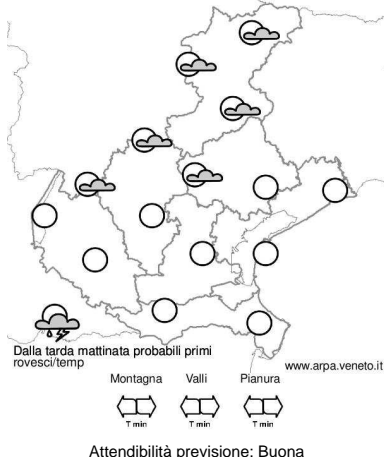 Dalla tarda mattinata probabili primi
rovesci/temp
www.arpa.veneto.it
Montagna Valli Pianura
T min T min T min
Attendibilità previsione: Buona